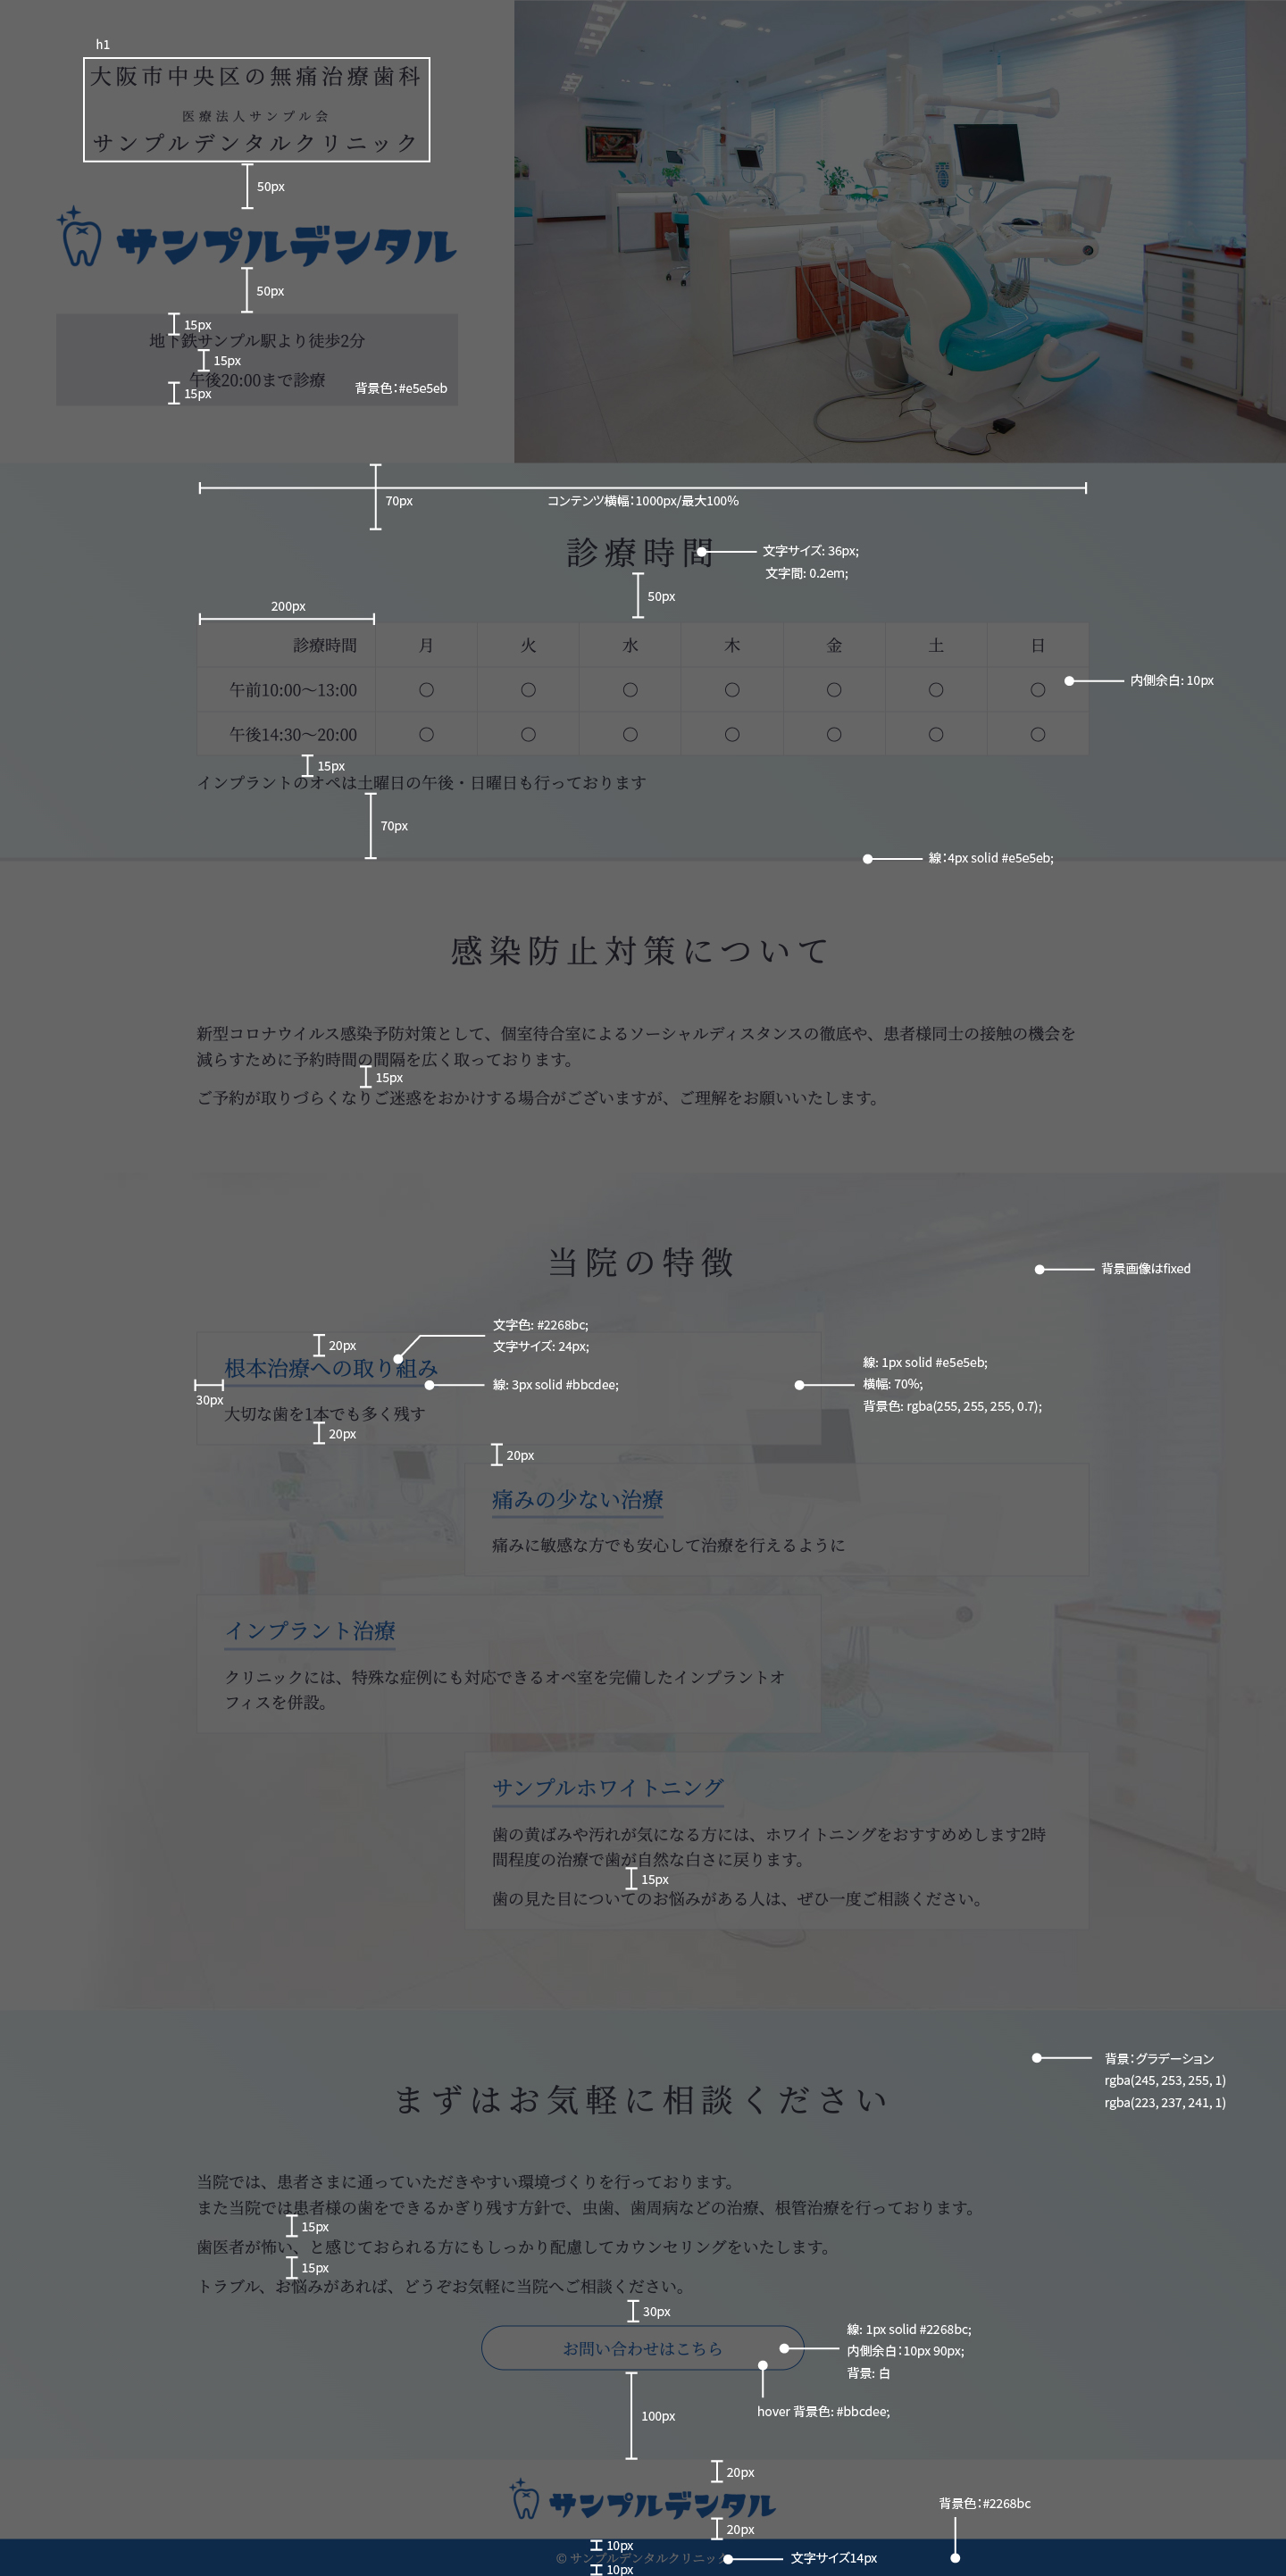 h1
大阪市中央区の無痛治療歯科
医療法人サンプル会
サンプルデンタルクリニック
50px
サンプルデンタル
50px
15px
地下鉄サンプル駅より徒歩2分
15px
午後20:00まで診療
15px
背景色:#e5e5eb
コンテンツ横幅:1000px/最大100%
70px
診療時間
文字サイズ: 36px;
文字間: 0.2em;
50px
200px
診療時間 月 火 水 木 金 土 日
午前10:00〜13:00 〇 〇 〇 〇 〇 〇 〇
内側余白: 10px
午後14:30〜20:00 〇 〇 〇 〇 〇 〇 〇
15px
インプラントのオペは土曜日の午後・日曜日も行っております
70px
線:4px solid #e5e5eb;
感染防止対策について
新型コロナウイルス感染予防対策として、個室待合室によるソーシャルディスタンスの徹底や、患者様同士の接触の機会を
減らすために予約時間の間隔を広く取っております。
15px
ご予約が取りづらくなりご迷惑をおかけする場合がございますが、ご理解をお願いいたします。
当院の特徴
背景画像はfixed
文字色: #2268bc;
文字サイズ: 24px;
20px
根本治療への取り組み
線: 3px solid #bbcdee;
線: 1px solid #e5e5eb;
横幅: 70%;
背景色: rgba(255, 255, 255, 0.7);
30px
大切な歯を1本でも多く残す
20px
20px
痛みの少ない治療
痛みに敏感な方でも安心して治療を行えるように
インプラント治療
クリニックには、特殊な症例にも対応できるオペ室を完備したインプラントオ
フィスを併設。
サンプルホワイトニング
歯の黄ばみや汚れが気になる方には、ホワイトニングをおすすめめします2時
間程度の治療で歯が自然な白さに戻ります。
15px
歯の見た目についてのお悩みがある人は、ぜひ一度ご相談ください。
背景:グラデーション
rgba(245, 253, 255, 1)
rgba(223, 237, 241, 1)
まずはお気軽に相談ください
当院では、患者さまに通っていただきやすい環境づくりを行っております。
また当院では患者様の歯をできるかぎり残す方針で、虫歯、歯周病などの治療、根管治療を行っております。
15px
歯医者が怖い、と感じておられる方にもしっかり配慮してカウンセリングをいたします。
15px
トラブル、お悩みがあれば、どうぞお気軽に当院へご相談ください。
30px
お問い合わせはこちら
線: 1px solid #2268bc;
内側余白:10px 90px;
背景: 白
hover 背景色: #bbcdee;
100px
20px
サンプルデンタル
20px
背景色:#2268bc
10px
© サンプルデンタルクリニック
文字サイズ14px
10px